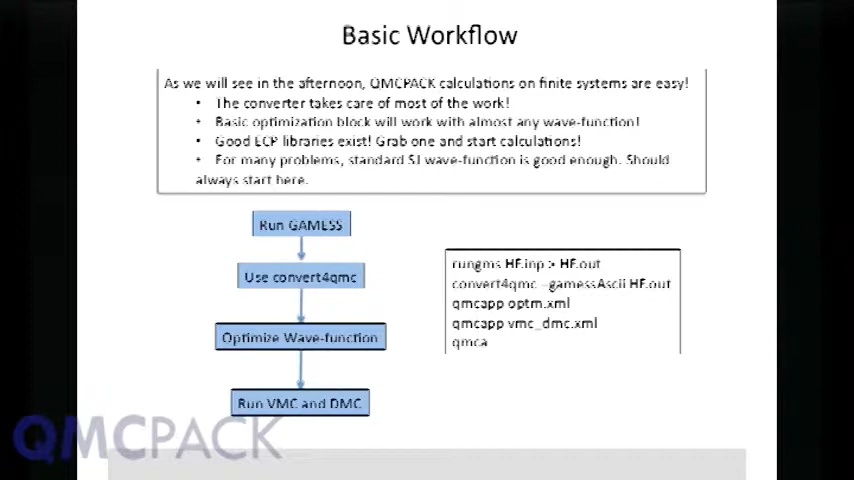 Basic Workflow
As we will see in the afternoon, QMCPACK calculations on finite systems are easy!
• The converter takes care of most of the work!
• Basic optimization block will work with almost any wave-function!
• Good ECP libraries exist! Grab one and start calculations!
• For many problems, standard SJ wave-function is good enough. Should
always start here.
Run GAMESS
Use convert4qmc
Optimize Wave-function
Run VMC and DMC
rungms HF.inp > HF.out
convert4qmc -gamessAscii HF.out
qmcapp optm.xml
qmcapp vmc_dmc.xml
qmca
QMCPACK